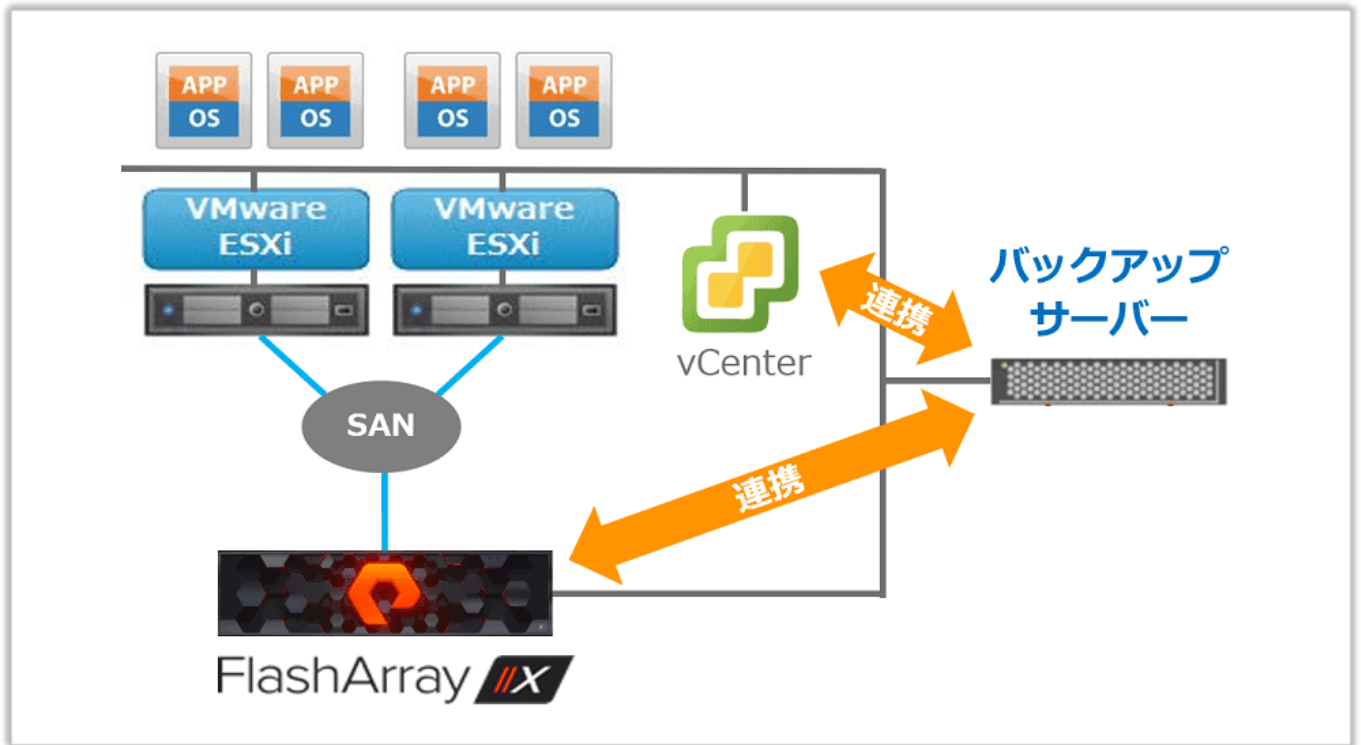 APP
OS
APP
OS
APP
OS
APP
OS
VMware
ESXi
VMware
ESXi
バックアップ
サーバー
連携
vCenter
SAN
連携
FlashArray //X